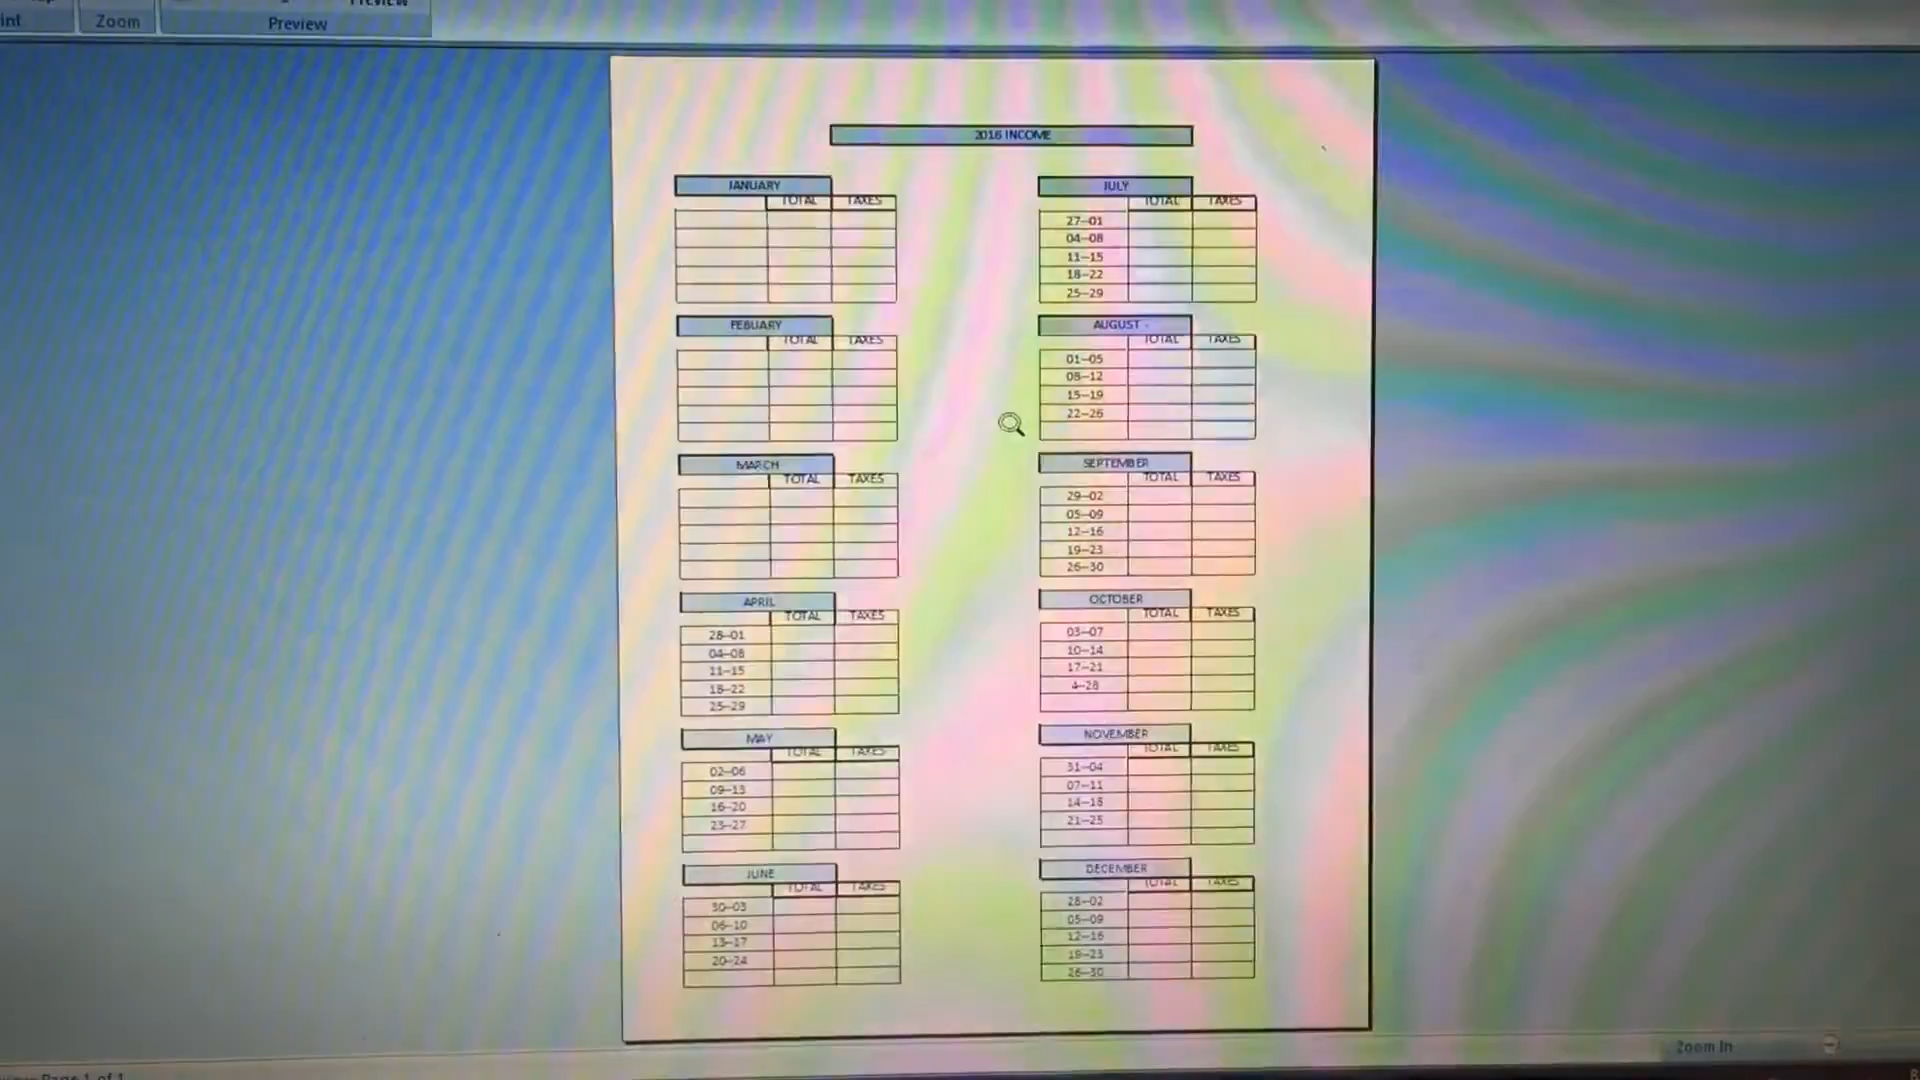 Zoom
Preview
2016 INCOME
JANUARY
TOTAL TAXES
FEBUARY
TOTAL TAXES
MARCH
TOTAL TAXES
APRIL
TOTAL TAXES
28--01
04--08
11--15
18--22
25--29
MAY
TOTAL TAXES
02--06
09--13
16--20
23--27
JUNE
TOTAL TAXES
30--03
06--10
13--17
20--24
JULY
TOTAL TAXES
27--01
04--08
11--15
18--22
25--29
AUGUST
TOTAL TAXES
01--05
08--12
15--19
22--26
SEPTEMBER
TOTAL TAXES
29--02
05--09
12--16
19--23
26--30
OCTOBER
TOTAL TAXES
03--07
10--14
17--21
4--28
NOVEMBER
TOTAL TAXES
31--04
07--11
14--18
21--25
DECEMBER
TOTAL TAXES
28--02
05--09
12--16
19--23
26--30
Zoom In
Page 1 of 1